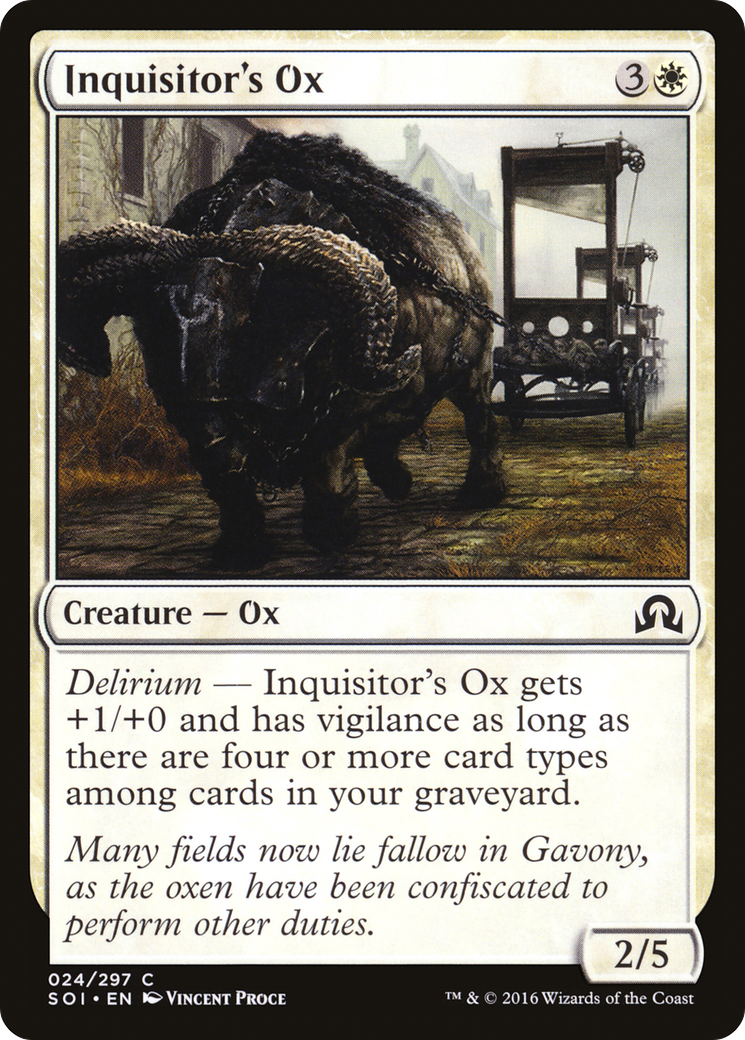 Inquisitor's Ox 3
Creature — Ox
Delirium — Inquisitor's Ox gets
+1/+0 and has vigilance as long as
there are four or more card types
among cards in your graveyard.
Many fields now lie fallow in Gavony,
as the oxen have been confiscated to
perform other duties.
2/5
024/297 C
SOI • EN Vincent Proce
™ & © 2016 Wizards of the Coast